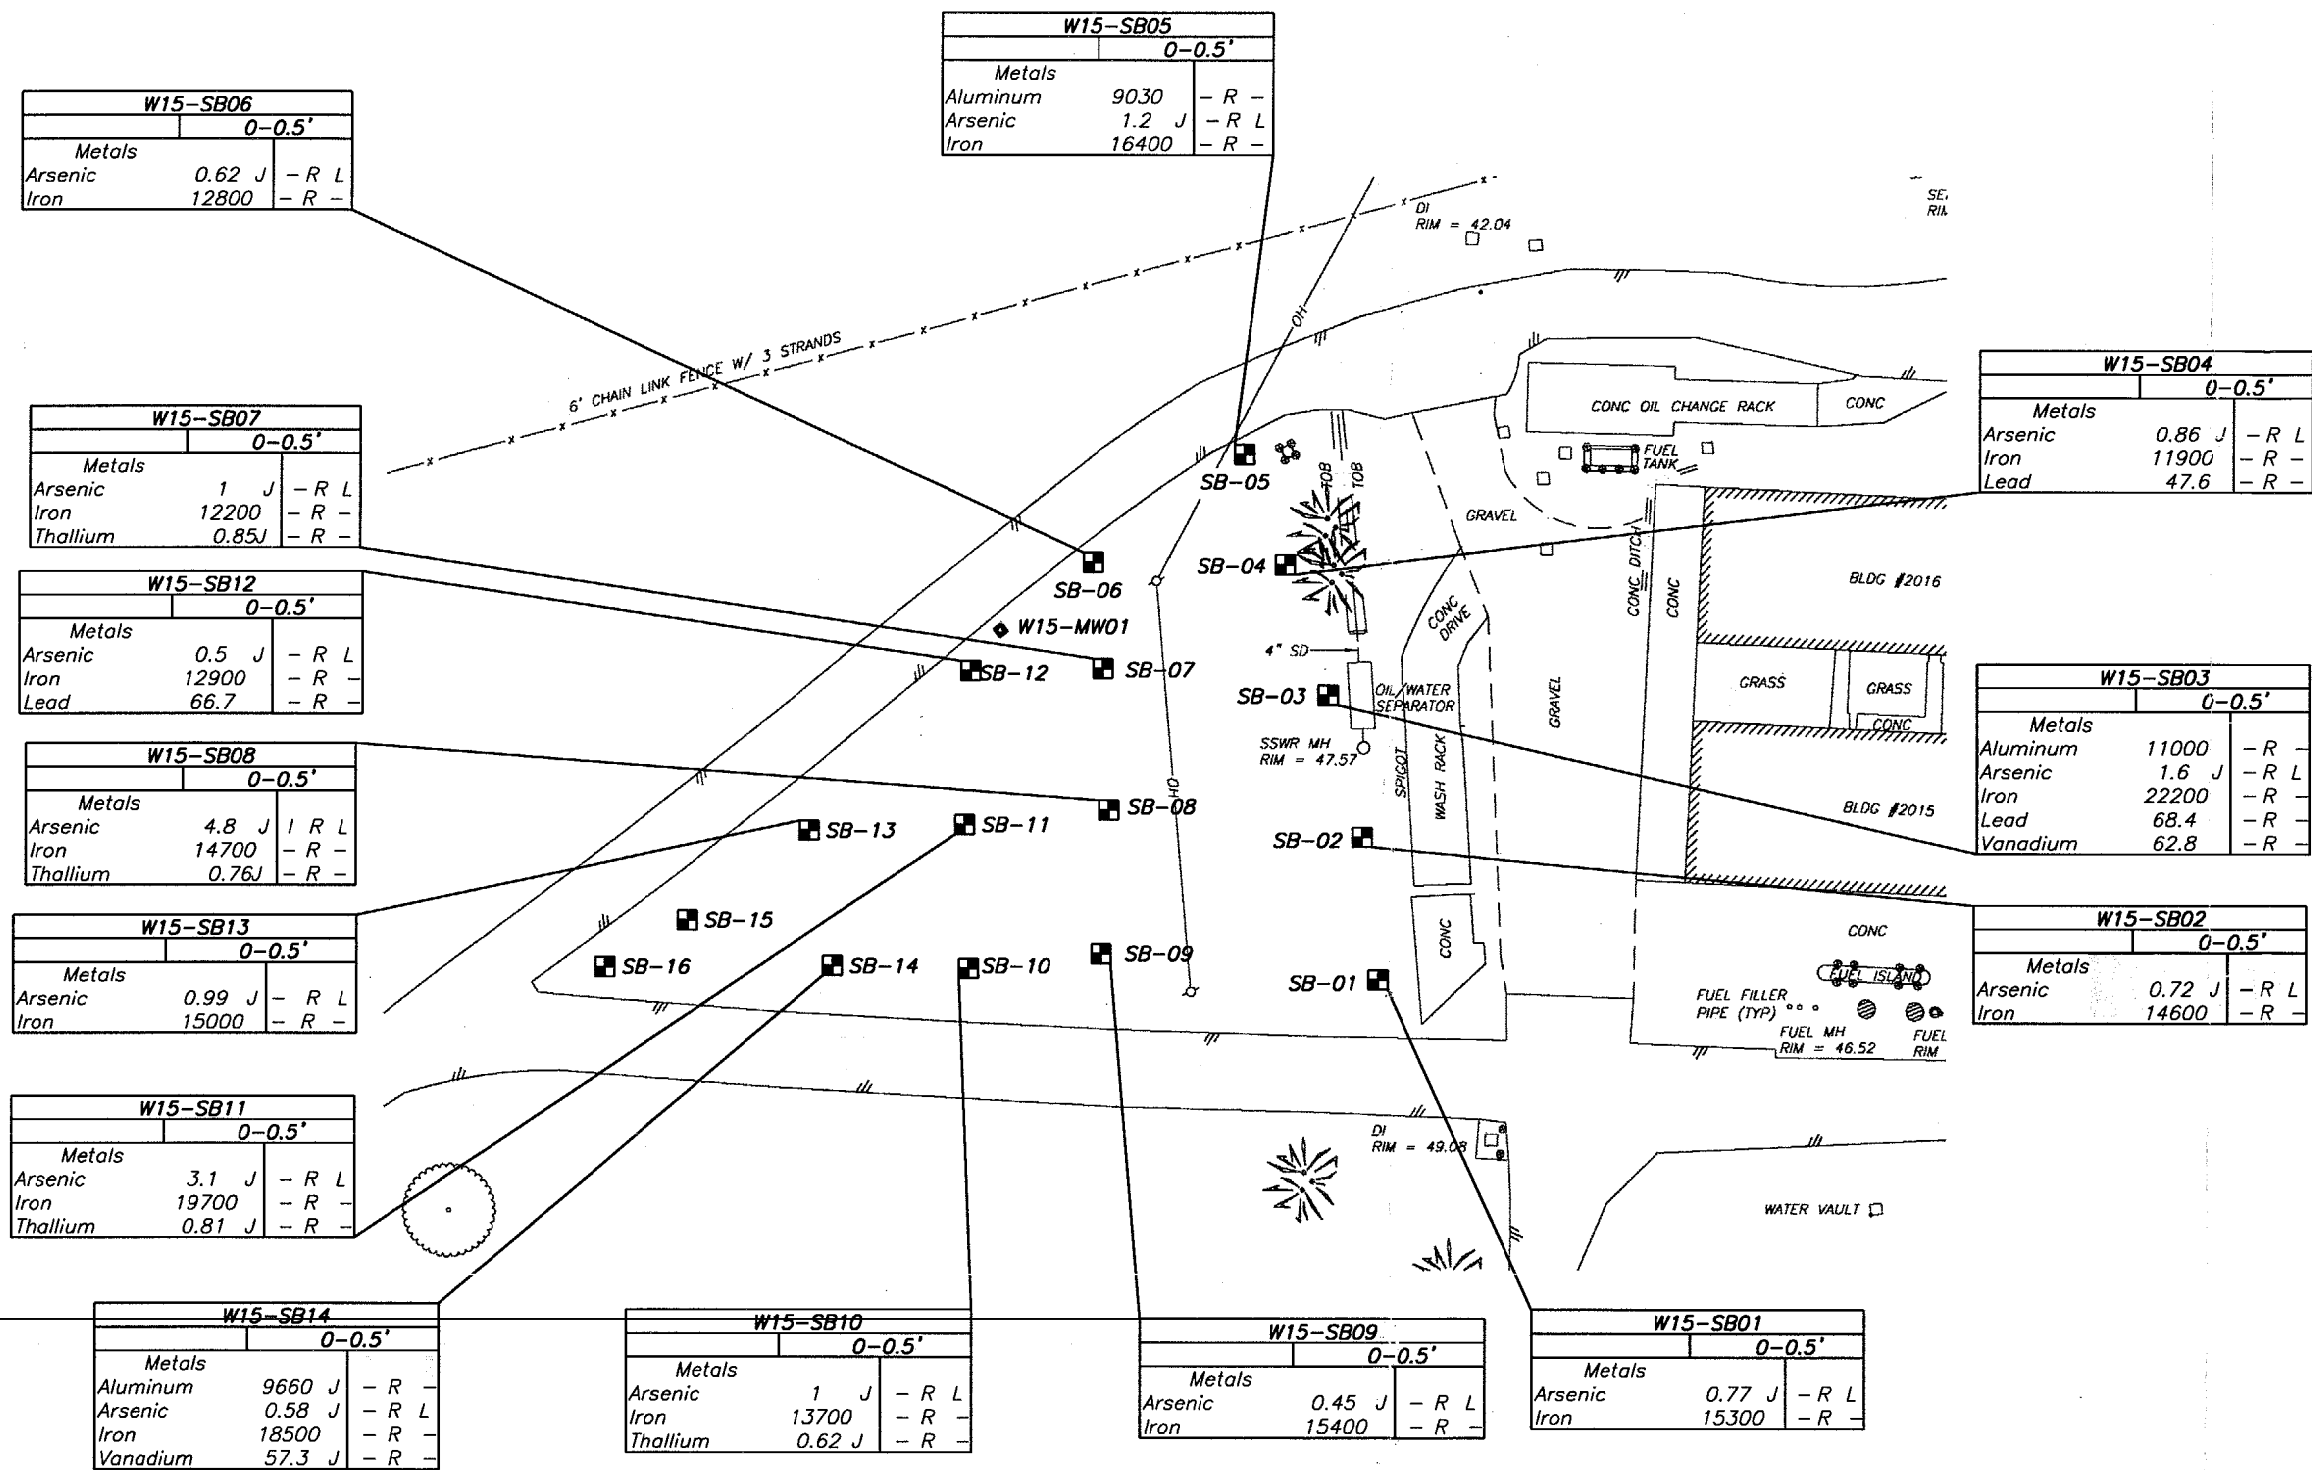 W15-SB05
0-0.5'
Metals
Aluminum 9030 - R -
Arsenic 1.2 J - R L
Iron 16400 - R -
W15-SB06
0-0.5'
Metals
Arsenic 0.62 J - R L
Iron 12800 - R -
W15-SB07
0-0.5'
Metals
Arsenic 1 J - R L
Iron 12200 - R -
Thallium 0.85J - R -
W15-SB12
0-0.5'
Metals
Arsenic 0.5 J - R L
Iron 12900 - R -
Lead 66.7 - R -
W15-SB08
0-0.5'
Metals
Arsenic 4.8 J I R L
Iron 14700 - R -
Thallium 0.76J - R -
W15-SB13
0-0.5'
Metals
Arsenic 0.99 J - R L
Iron 15000 - R -
W15-SB11
0-0.5'
Metals
Arsenic 3.1 J - R L
Iron 19700 - R -
Thallium 0.81 J - R -
W15-SB14
0-0.5'
Metals
Aluminum 9660 J - R -
Arsenic 0.58 J - R L
Iron 18500 - R -
Vanadium 57.3 J - R -
W15-SB10
0-0.5'
Metals
Arsenic 1 J - R L
Iron 13700 - R -
Thallium 0.62 J - R -
W15-SB09
0-0.5'
Metals
Arsenic 0.45 J - R L
Iron 15400 - R -
W15-SB01
0-0.5'
Metals
Arsenic 0.77 J - R L
Iron 15300 - R -
W15-SB04
0-0.5'
Metals
Arsenic 0.86 J - R L
Iron 11900 - R -
Lead 47.6 - R -
W15-SB03
0-0.5'
Metals
Aluminum 11000 - R -
Arsenic 1.6 J - R L
Iron 22200 - R -
Lead 68.4 - R -
Vanadium 62.8 - R -
W15-SB02
0-0.5'
Metals
Arsenic 0.72 J - R L
Iron 14600 - R -
6' CHAIN LINK FENCE W/ 3 STRANDS
DI
RIM = 42.04
OH
CONC OIL CHANGE RACK
CONC
FUEL
TANK
SB-05
TOB
TOB
GRAVEL
SB-04
SB-06
W15-MW01
SB-12
SB-07
CONC
DRIVE
CONC DITCH
CONC
BLDG #2016
4" SD
SB-03
OIL/WATER
SEPARATOR
GRAVEL
GRASS
GRASS
CONC
SSWR MH
RIM = 47.57
SPIGOT
WASH RACK
OH
SB-08
SB-13
SB-11
SB-02
BLDG #2015
SB-15
SB-16
SB-14
SB-10
SB-09
SB-01
CONC
CONC
FUEL ISLAND
FUEL FILLER
PIPE (TYP)
FUEL MH
RIM = 46.52
FUEL
RIM
DI
RIM = 49.08
WATER VAULT